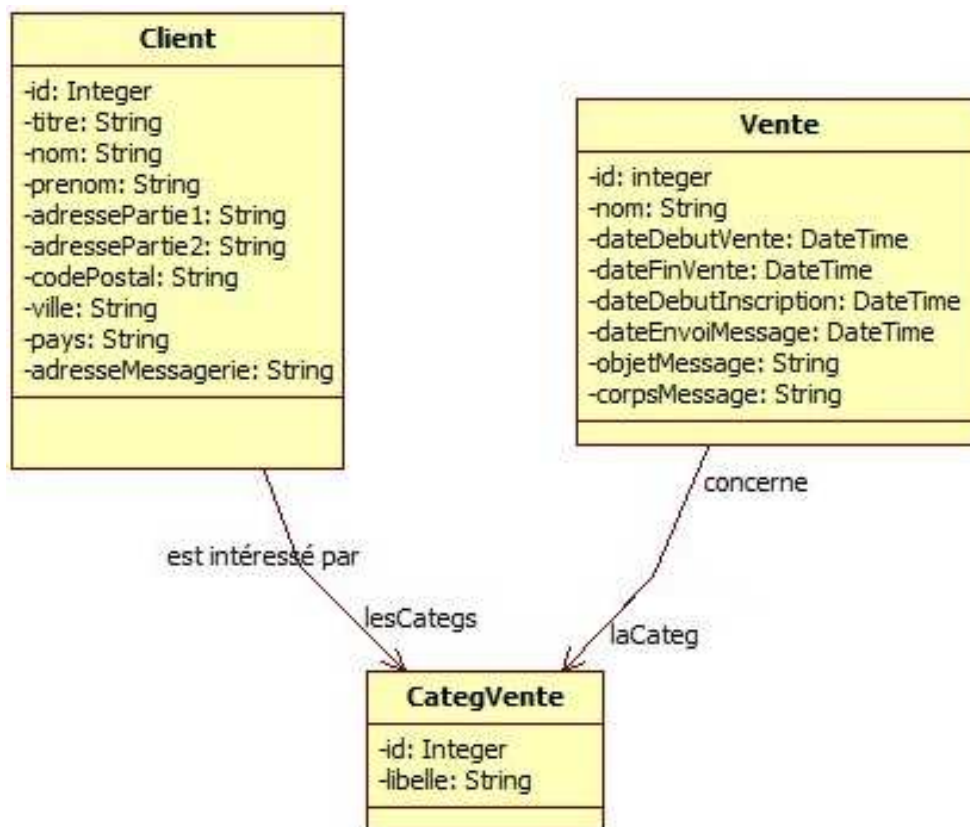 Client
-id: Integer
-titre: String
-nom: String
-prenom: String
-adressePartie1: String
-adressePartie2: String
-codePostal: String
-ville: String
-pays: String
-adresseMessagerie: String
Vente
-id: integer
-nom: String
-dateDebutVente: DateTime
-dateFinVente: DateTime
-dateDebutInscription: DateTime
-dateEnvoiMessage: DateTime
-objetMessage: String
-corpsMessage: String
concerne
est intéressé par
lesCategs
laCateg
CategVente
-id: Integer
-libelle: String